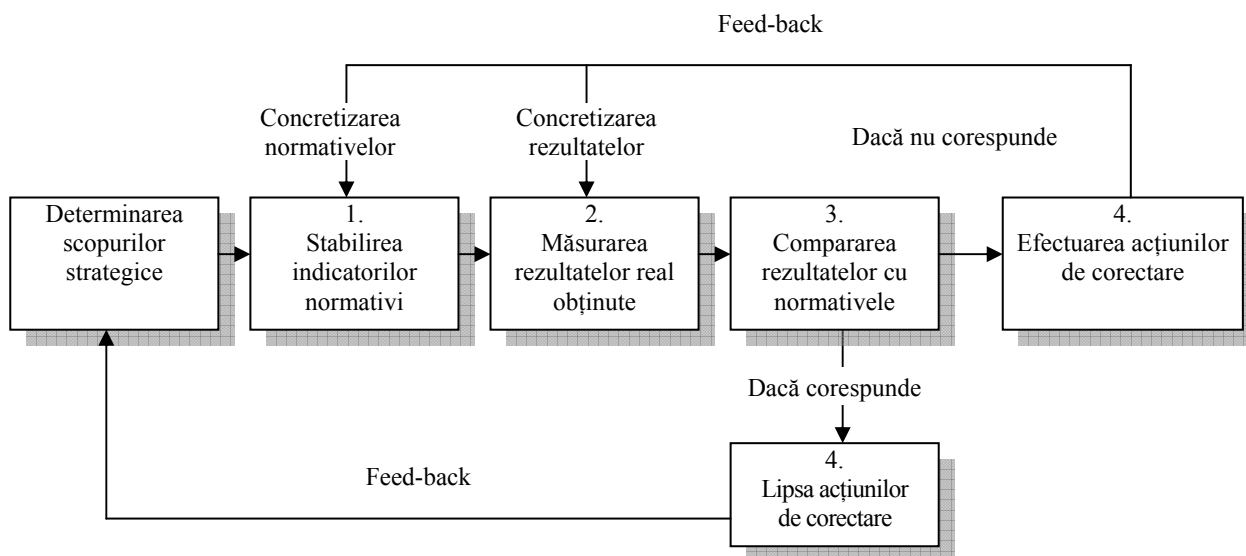 Feed-back
Concretizarea
normativelor
Concretizarea
rezultatelor
Dacă nu corespunde
Determinarea
scopurilor
strategice
1.
Stabilirea
indicatorilor
normativi
2.
Măsurarea
rezultatelor real
obținute
3.
Compararea
rezultatelor cu
normativele
4.
Efectuarea acțiunilor
de corectare
Dacă corespunde
4.
Lipsa acțiunilor
de corectare
Feed-back